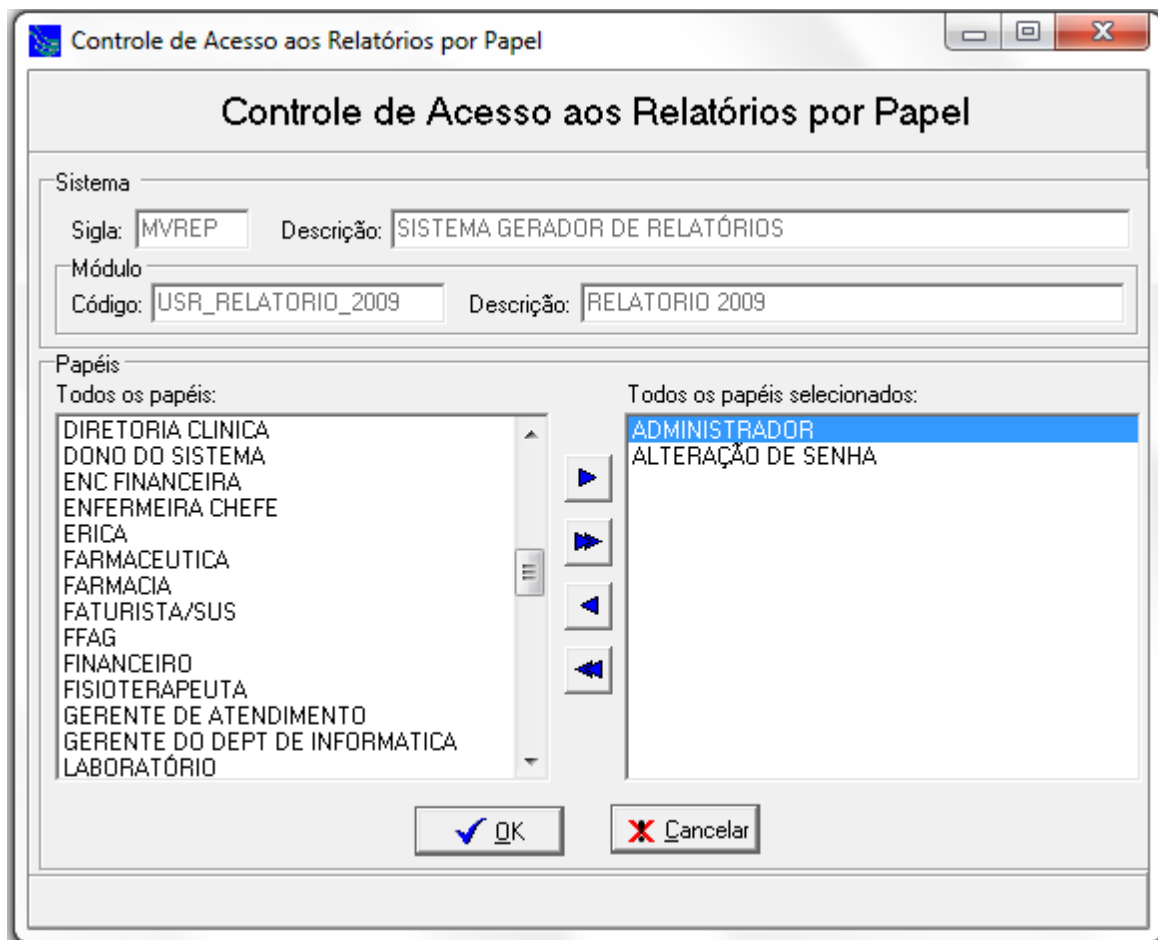 Controle de Acesso aos Relatórios por Papel
Controle de Acesso aos Relatórios por Papel
Sistema
Sigla: MVREP Descrição: SISTEMA GERADOR DE RELATÓRIOS
Módulo
Código: USR_RELATORIO_2009 Descrição: RELATORIO 2009
Papéis
Todos os papéis:
DIRETORIA CLINICA
DONO DO SISTEMA
ENC FINANCEIRA
ENFERMEIRA CHEFE
ERICA
FARMACEUTICA
FARMACIA
FATURISTA/SUS
FFAG
FINANCEIRO
FISIOTERAPEUTA
GERENTE DE ATENDIMENTO
GERENTE DO DEPT DE INFORMATICA
LABORATÓRIO
Todos os papéis selecionados:
ADMINISTRADOR
ALTERAÇÃO DE SENHA
OK Cancelar